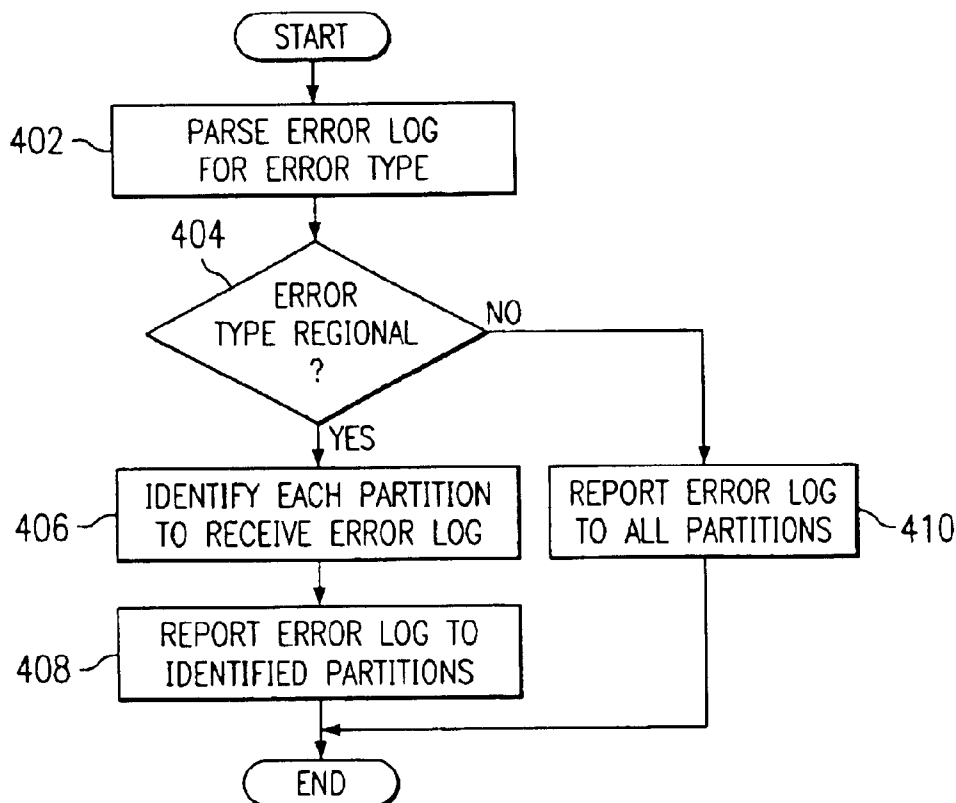 START
402
PARSE ERROR LOG
FOR ERROR TYPE
404
ERROR
TYPE REGIONAL
?
NO
YES
406
IDENTIFY EACH PARTITION
TO RECEIVE ERROR LOG
REPORT ERROR LOG
TO ALL PARTITIONS
410
408
REPORT ERROR LOG TO
IDENTIFIED PARTITIONS
END